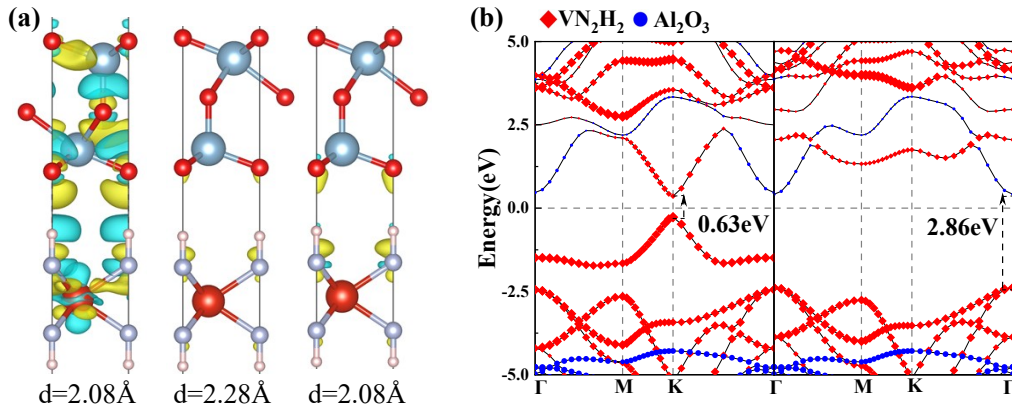 (a)
d=2.08Å d=2.28Å d=2.08Å
(b)
VN₂H₂ Al₂O₃
Energy(eV)
5.0
2.5
0.0
-2.5
-5.0
0.63eV
2.86eV
Γ M K Γ M K Γ